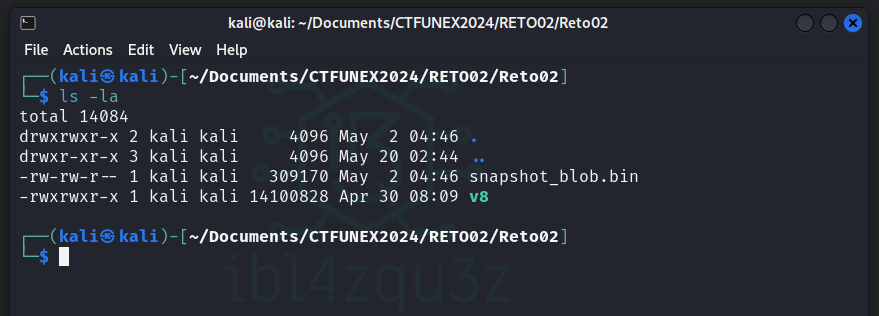 kali@kali: ~/Documents/CTFUNEX2024/RETO02/Reto02
File Actions Edit View Help
┌──(kali㉿kali)-[~/Documents/CTFUNEX2024/RETO02/Reto02]
└─$ ls -la
total 14084
drwxrwxr-x 2 kali kali     4096 May  2 04:46 .
drwxr-xr-x 3 kali kali     4096 May 20 02:44 ..
-rw-rw-r-- 1 kali kali   309170 May  2 04:46 snapshot_blob.bin
-rwxrwxr-x 1 kali kali 14100828 Apr 30 08:09 v8
┌──(kali㉿kali)-[~/Documents/CTFUNEX2024/RETO02/Reto02]
└─$
ibl4zqu3z